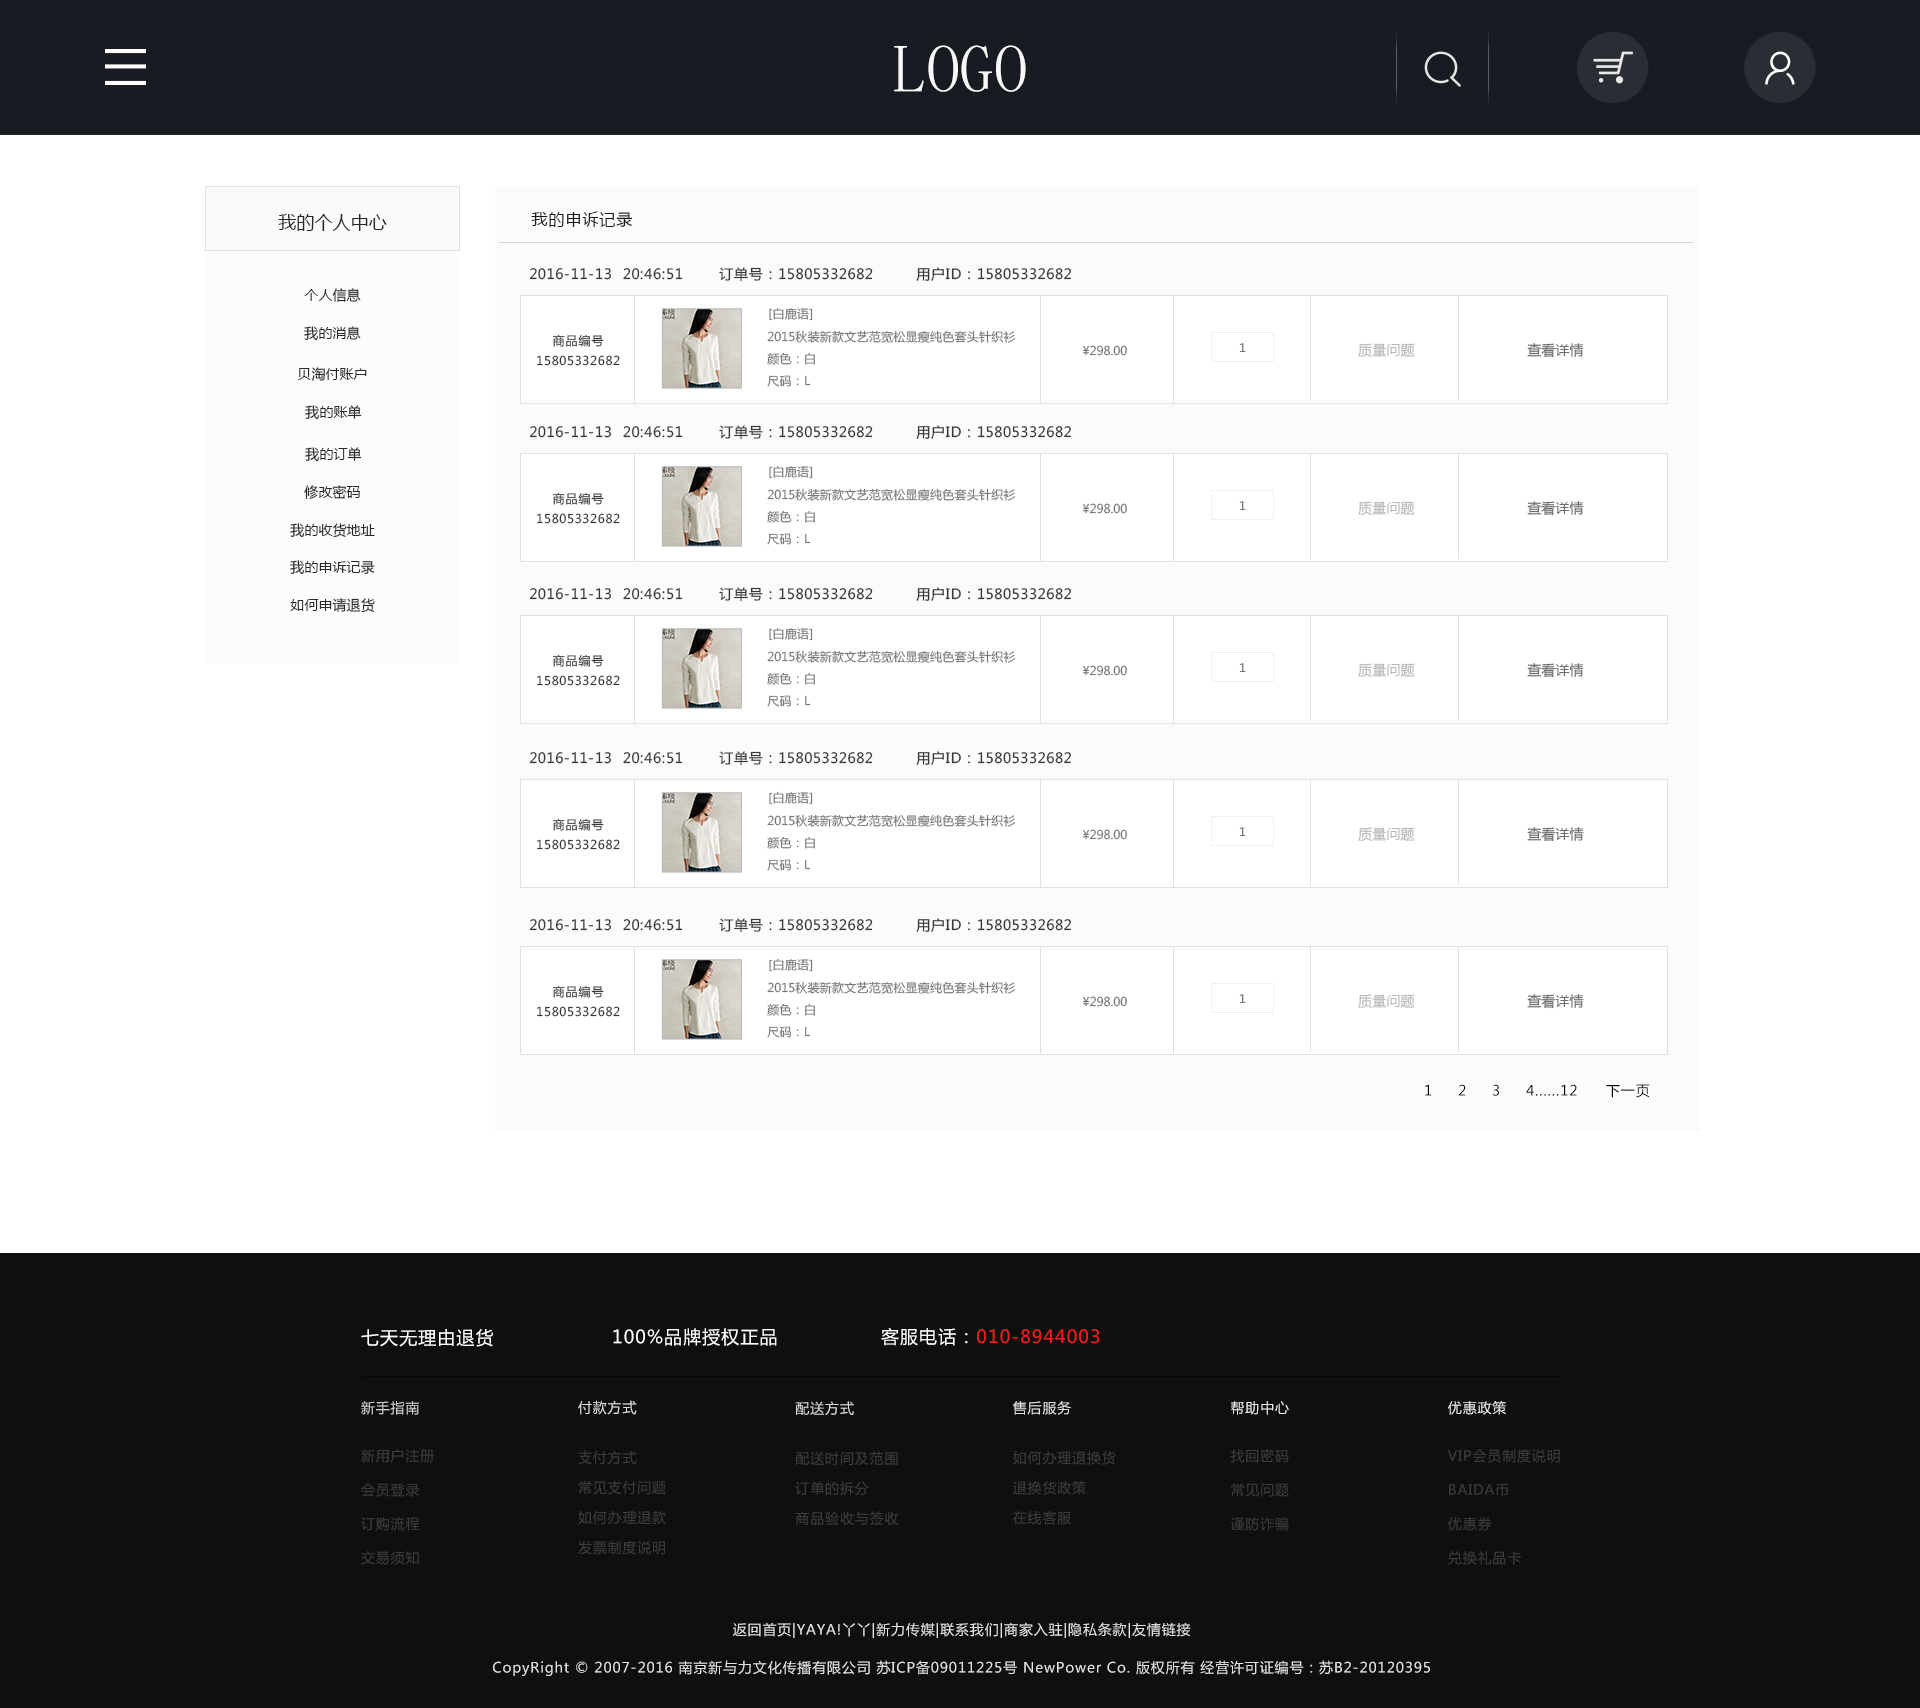 LOGO
我的个人中心
个人信息
我的消息
贝淘付账户
我的账单
我的订单
修改密码
我的收货地址
我的申诉记录
如何申请退货
我的申诉记录
2016-11-13 20:46:51 订单号：15805332682 用户ID：15805332682
商品编号
15805332682
[白鹿语]
2015秋装新款文艺范宽松显瘦纯色套头针织衫
颜色：白
尺码：L
¥298.00
1
质量问题
查看详情
2016-11-13 20:46:51 订单号：15805332682 用户ID：15805332682
商品编号
15805332682
[白鹿语]
2015秋装新款文艺范宽松显瘦纯色套头针织衫
颜色：白
尺码：L
¥298.00
1
质量问题
查看详情
2016-11-13 20:46:51 订单号：15805332682 用户ID：15805332682
商品编号
15805332682
[白鹿语]
2015秋装新款文艺范宽松显瘦纯色套头针织衫
颜色：白
尺码：L
¥298.00
1
质量问题
查看详情
2016-11-13 20:46:51 订单号：15805332682 用户ID：15805332682
商品编号
15805332682
[白鹿语]
2015秋装新款文艺范宽松显瘦纯色套头针织衫
颜色：白
尺码：L
¥298.00
1
质量问题
查看详情
2016-11-13 20:46:51 订单号：15805332682 用户ID：15805332682
商品编号
15805332682
[白鹿语]
2015秋装新款文艺范宽松显瘦纯色套头针织衫
颜色：白
尺码：L
¥298.00
1
质量问题
查看详情
1 2 3 4......12 下一页
七天无理由退货 100%品牌授权正品 客服电话：010-8944003
新手指南
新用户注册
会员登录
订购流程
交易须知
付款方式
支付方式
常见支付问题
如何办理退款
发票制度说明
配送方式
配送时间及范围
订单的拆分
商品验收与签收
售后服务
如何办理退换货
退换货政策
在线客服
帮助中心
找回密码
常见问题
谨防诈骗
优惠政策
VIP会员制度说明
BAIDA币
优惠券
兑换礼品卡
返回首页|YAYA!丫丫|新力传媒|联系我们|商家入驻|隐私条款|友情链接
CopyRight © 2007-2016 南京新与力文化传播有限公司 苏ICP备09011225号 NewPower Co. 版权所有 经营许可证编号：苏B2-20120395